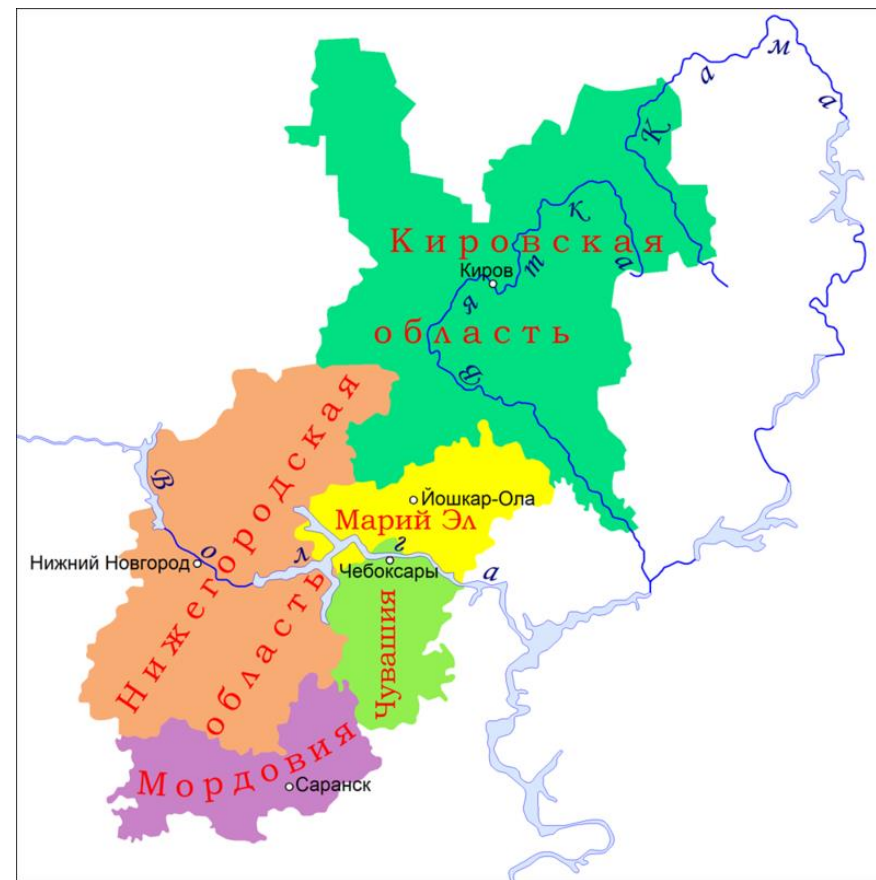 Кама
Кировская
Киров
область
Вятка
Нижегородская
область
Волга
Йошкар-Ола
Марий Эл
Нижний Новгород
Чебоксары
Чувашия
Мордовия
Саранск